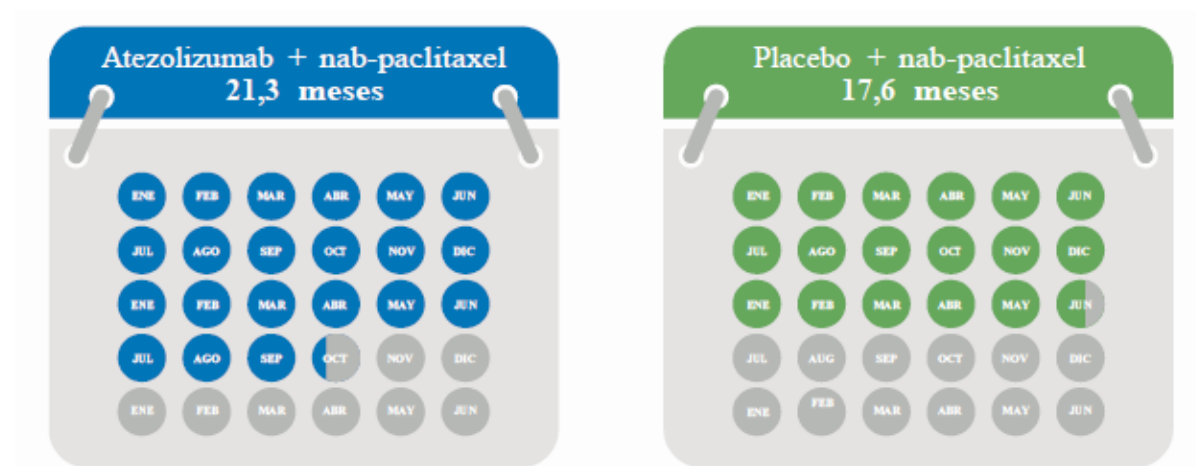 Atezolizumab + nab-paclitaxel
21,3 meses
ENE FEB MAR ABR MAY JUN
JUL AGO SEP OCT NOV DIC
ENE FEB MAR ABR MAY JUN
JUL AGO SEP OCT NOV DIC
ENE FEB MAR ABR MAY JUN
Placebo + nab-paclitaxel
17,6 meses
ENE FEB MAR ABR MAY JUN
JUL AGO SEP OCT NOV DIC
ENE FEB MAR ABR MAY JUN
JUL AUG SEP OCT NOV DIC
ENE FEB MAR ABR MAY JUN